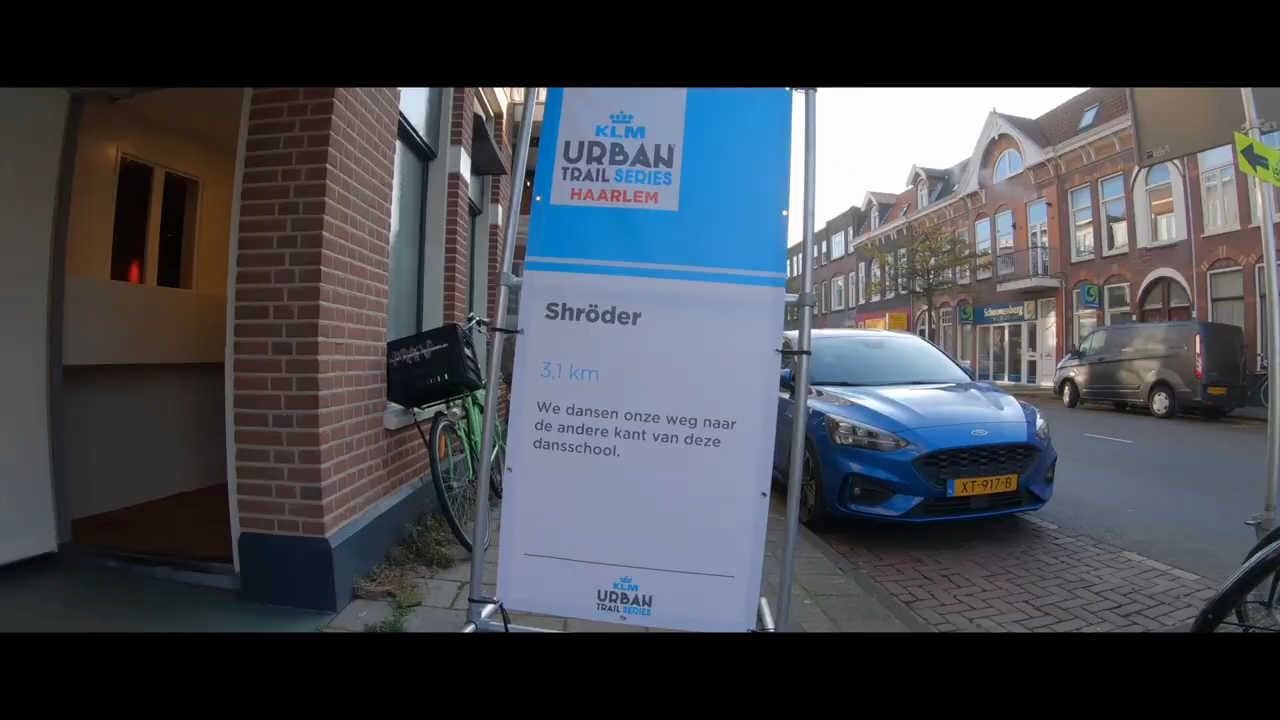 KLM
URBAN
TRAIL SERIES
HAARLEM
Shröder
3,1 km
We dansen onze weg naar
de andere kant van deze
dansschool.
KLM
URBAN
TRAIL SERIES
Schoonenberg
XT-917-B